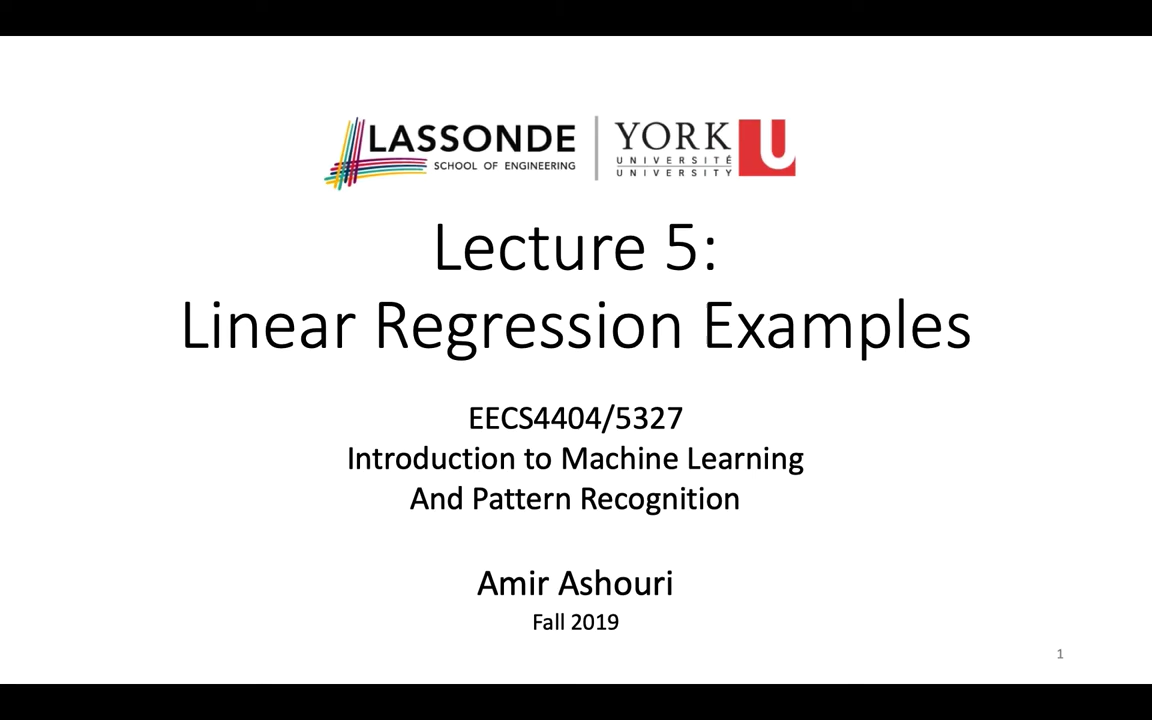 LASSONDE
SCHOOL OF ENGINEERING
YORK
UNIVERSITÉ
UNIVERSITY
U
Lecture 5:
Linear Regression Examples
EECS4404/5327
Introduction to Machine Learning
And Pattern Recognition
Amir Ashouri
Fall 2019
1